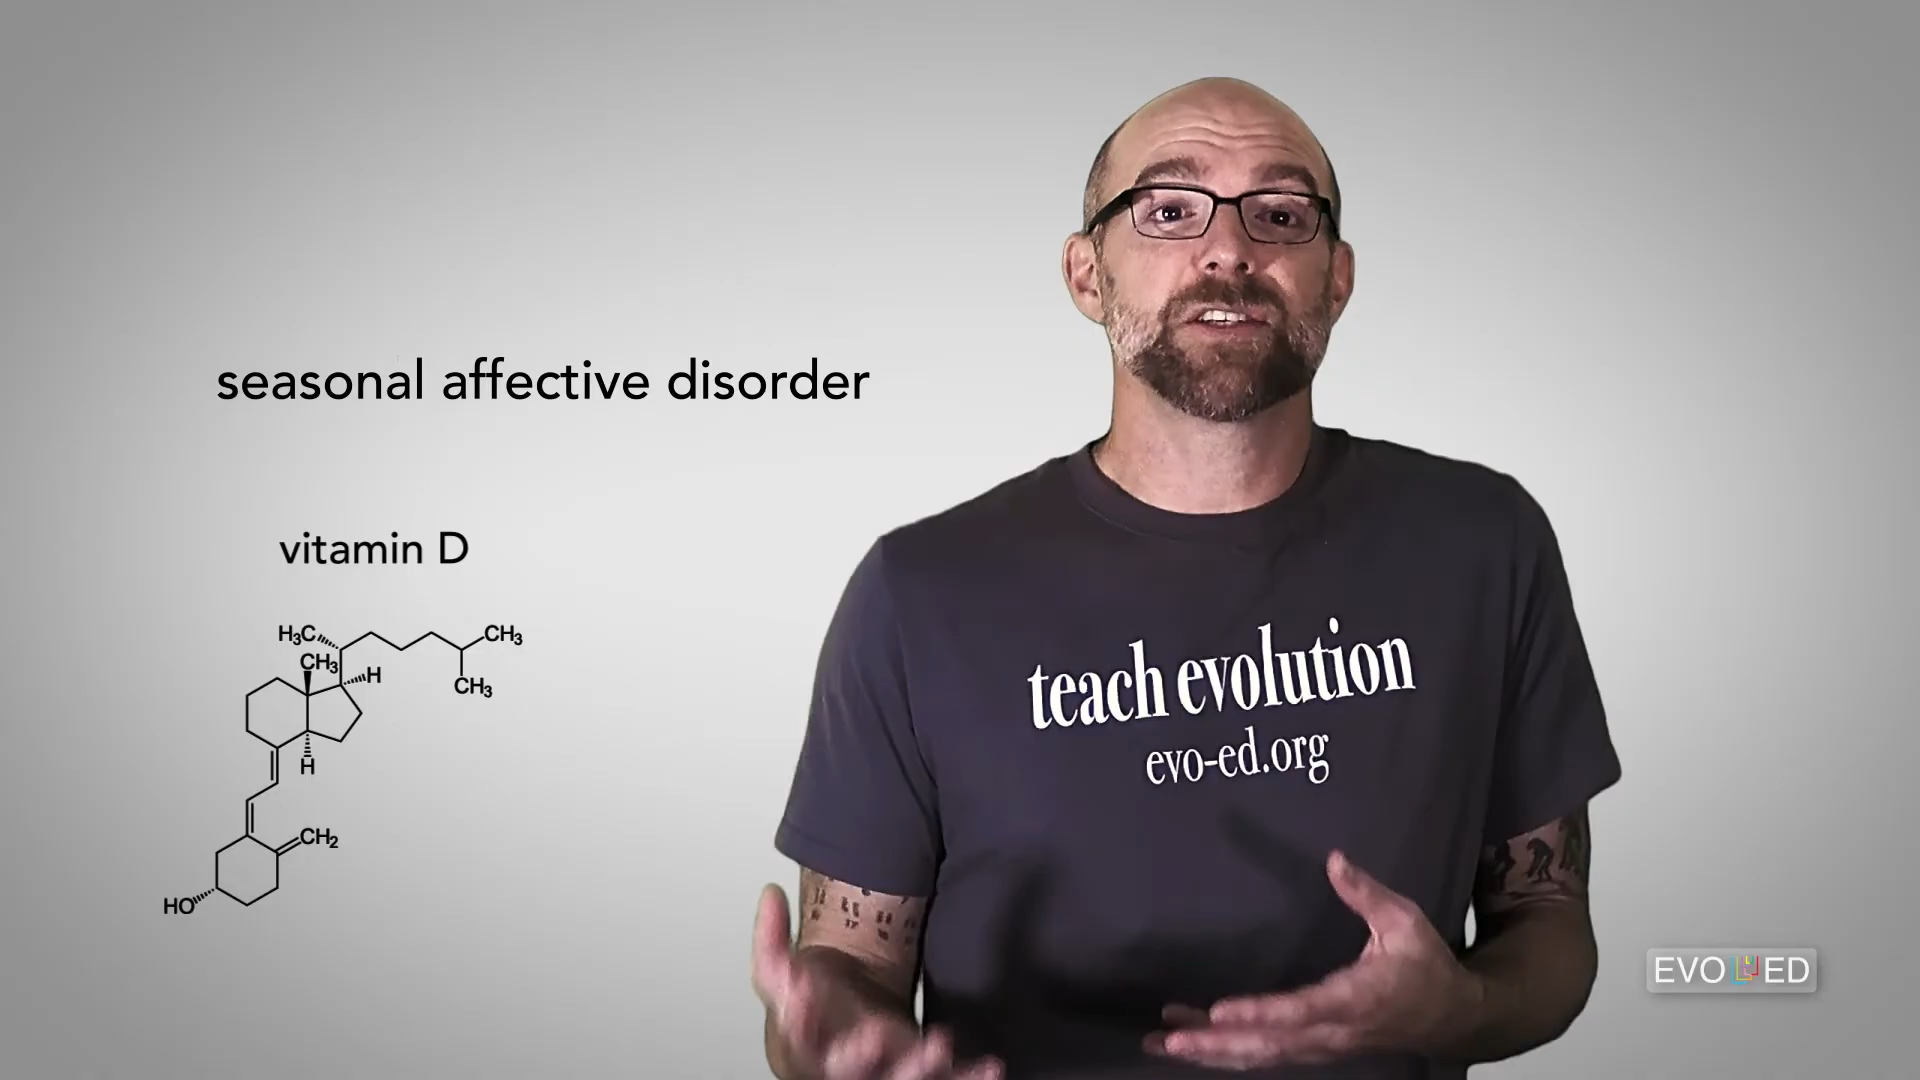 seasonal affective disorder
vitamin D
H₃C
CH₃
CH₃
H
CH₃
H
CH₂
HO
teach evolution
evo-ed.org
EVO ED